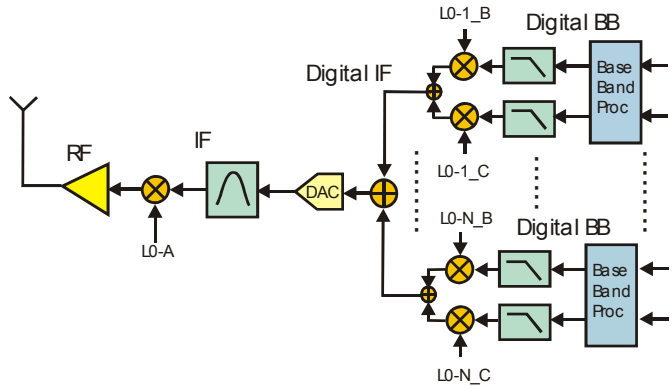 L0-1_B
Digital BB
Digital IF
Base
Band
Proc
L0-1_C
RF
IF
DAC
L0-A
L0-N_B
Digital BB
Base
Band
Proc
L0-N_C